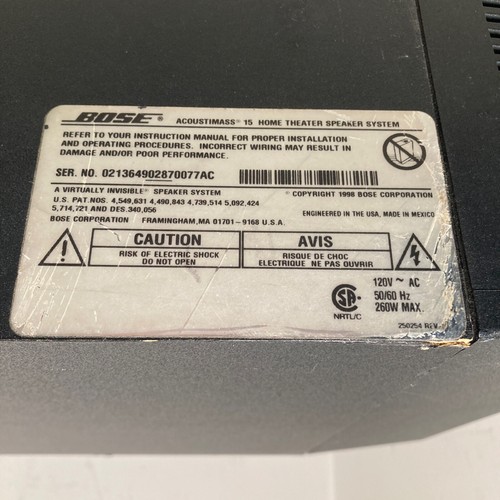 BOSE® ACOUSTIMASS® 15 HOME THEATER SPEAKER SYSTEM
REFER TO YOUR INSTRUCTION MANUAL FOR PROPER INSTALLATION
AND OPERATING PROCEDURES. INCORRECT WIRING MAY RESULT IN
DAMAGE AND/OR POOR PERFORMANCE.
SER. NO. 021364902870077AC
A VIRTUALLY INVISIBLE® SPEAKER SYSTEM © COPYRIGHT 1998 BOSE CORPORATION
U.S. PAT.NOS. 4,549,631 4,490,843 4,739,514 5,092,424
5,714,721 AND DES.340,056 ENGINEERED IN THE USA, MADE IN MEXICO
BOSE CORPORATION FRAMINGHAM, MA 01701-9168 U.S.A.
CAUTION
RISK OF ELECTRIC SHOCK
DO NOT OPEN
AVIS
RISQUE DE CHOC
ELECTRIQUE NE PAS OUVRIR
SA®
NRTL/C
120V ~ AC
50/60 Hz
260W MAX.
250254 REV